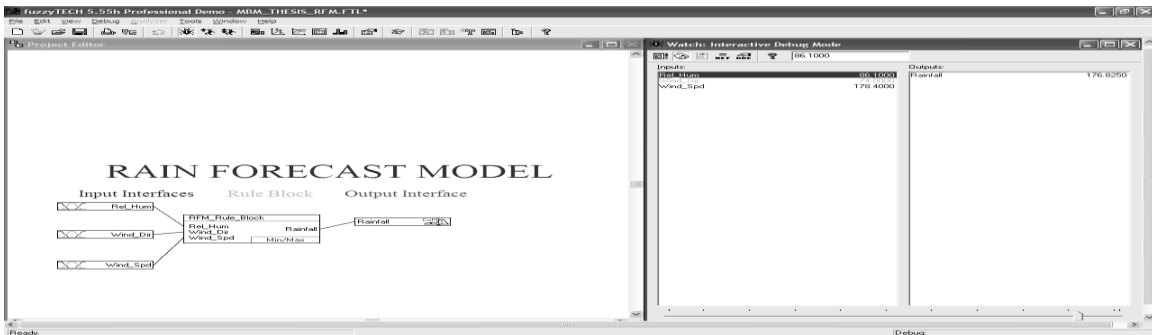 fuzzyTECH 5.55h Professional Demo - MBM_THESIS_RFM.FTL*
File Edit View Debug Analyzer Tools Window Help
Project Editor
RAIN FORECAST MODEL
Input Interfaces Rule Block Output Interface
Rel_Hum
Wind_Dir
Wind_Spd
RFM_Rule_Block
Rel_Hum
Wind_Dir
Wind_Spd
Rainfall
Min/Max
Rainfall
Watch: Interactive Debug Mode
86.1000
Inputs:
Rel_Hum 86.1000
Wind_Dir 74.0000
Wind_Spd 178.4000
Outputs:
Rainfall 176.8250
Ready.
Debug: